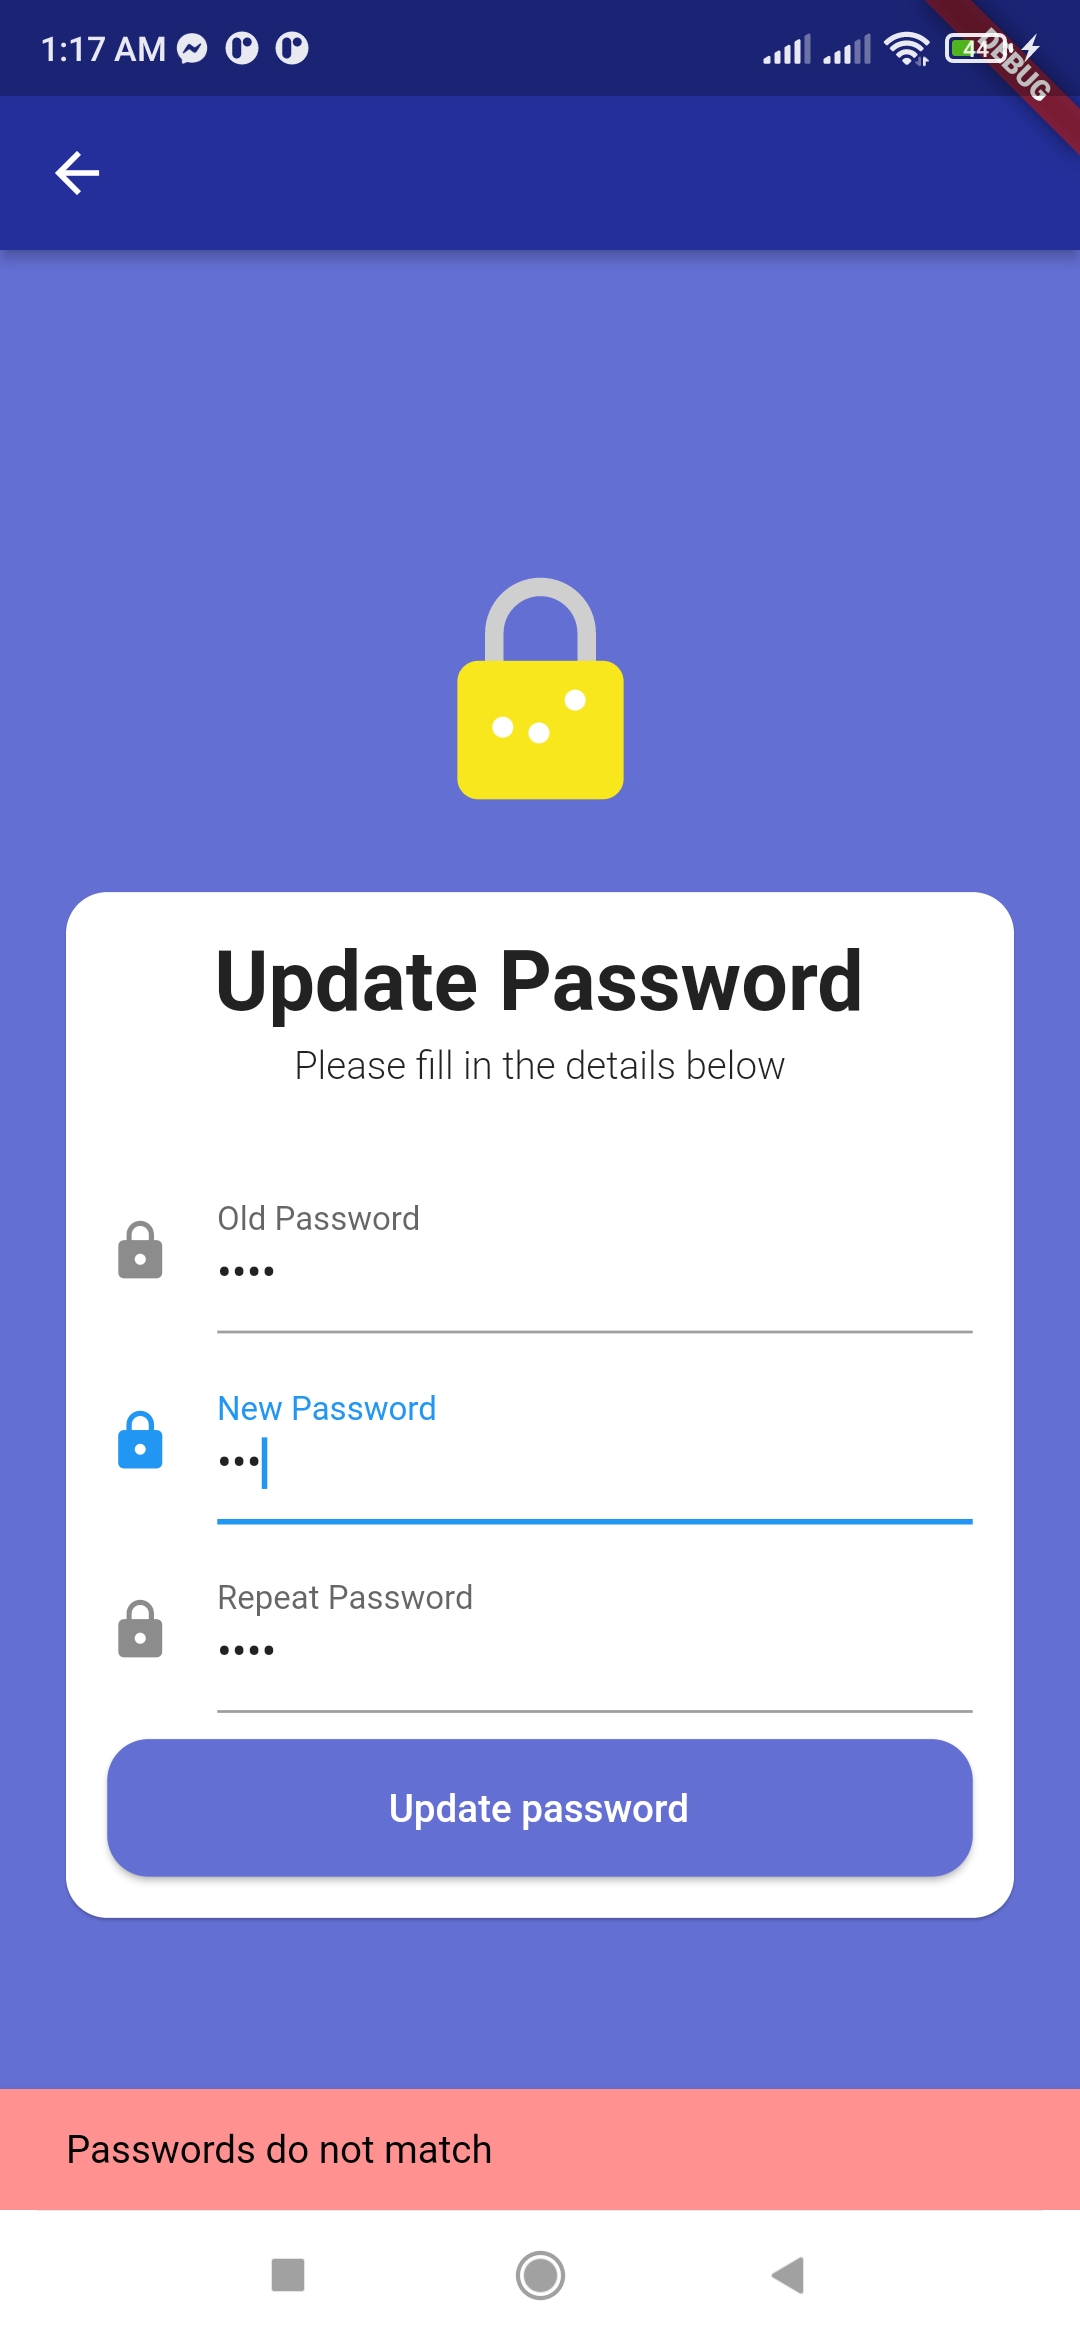 1:17 AM
44
DEBUG
Update Password
Please fill in the details below
Old Password
••••
New Password
•••
Repeat Password
••••
Update password
Passwords do not match